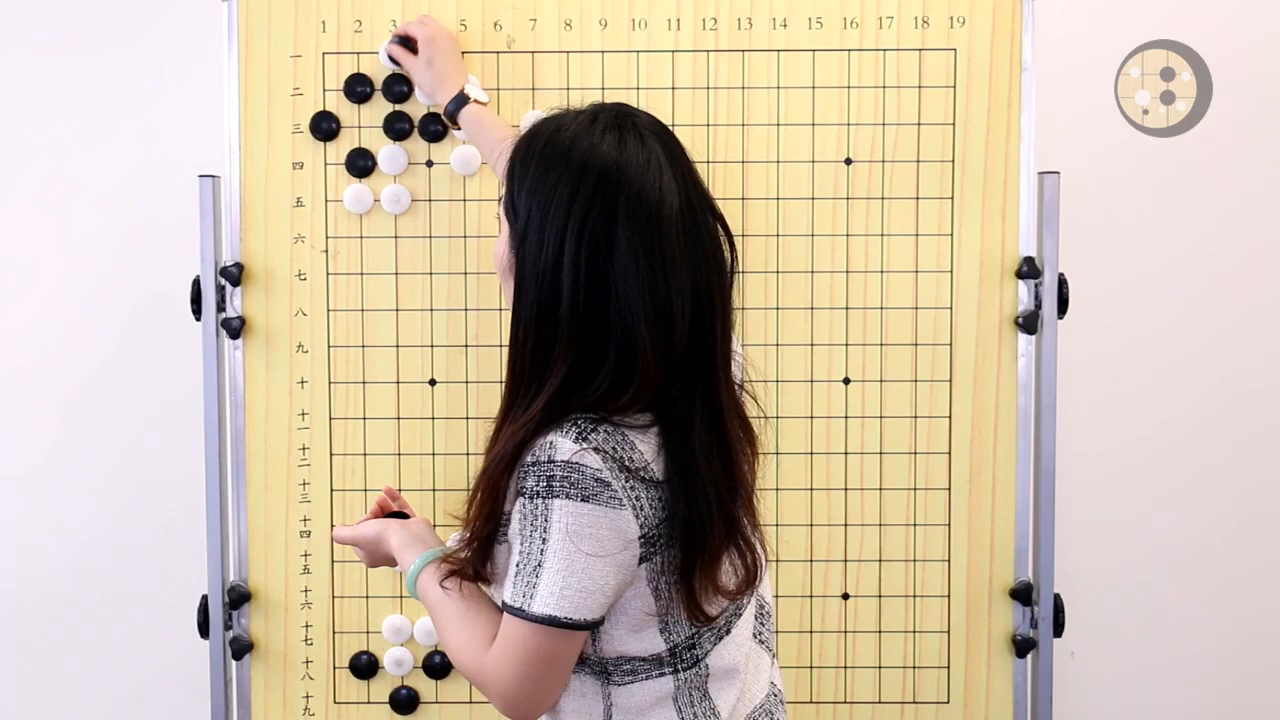 1 2 3 5 6 7 8 9 10 11 12 13 14 15 16 17 18 19
一
二
三
四
五
六
七
八
九
十
十一
十二
十三
十四
十五
十六
十七
十八
十九